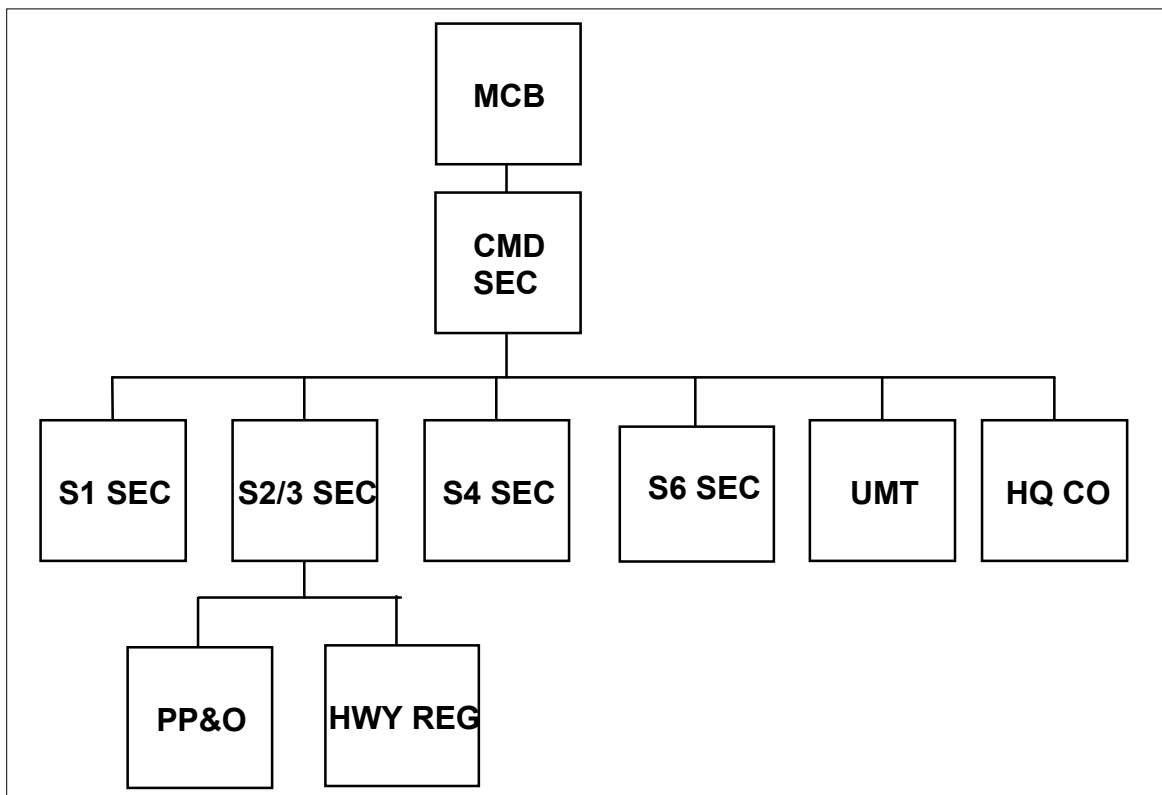 MCB
CMD
SEC
S1 SEC
S2/3 SEC
S4 SEC
S6 SEC
UMT
HQ CO
PP&O
HWY REG